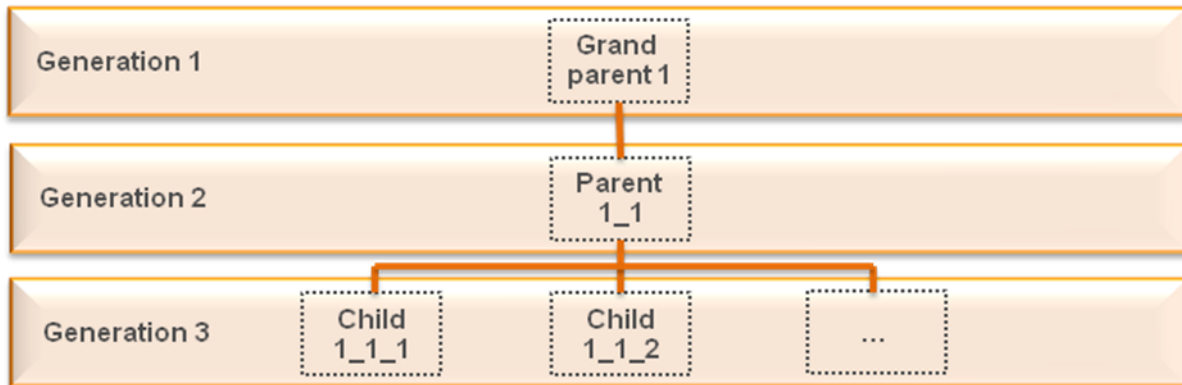 Generation 1
Grand
parent 1
Generation 2
Parent
1_1
Generation 3
Child
1_1_1
Child
1_1_2
...